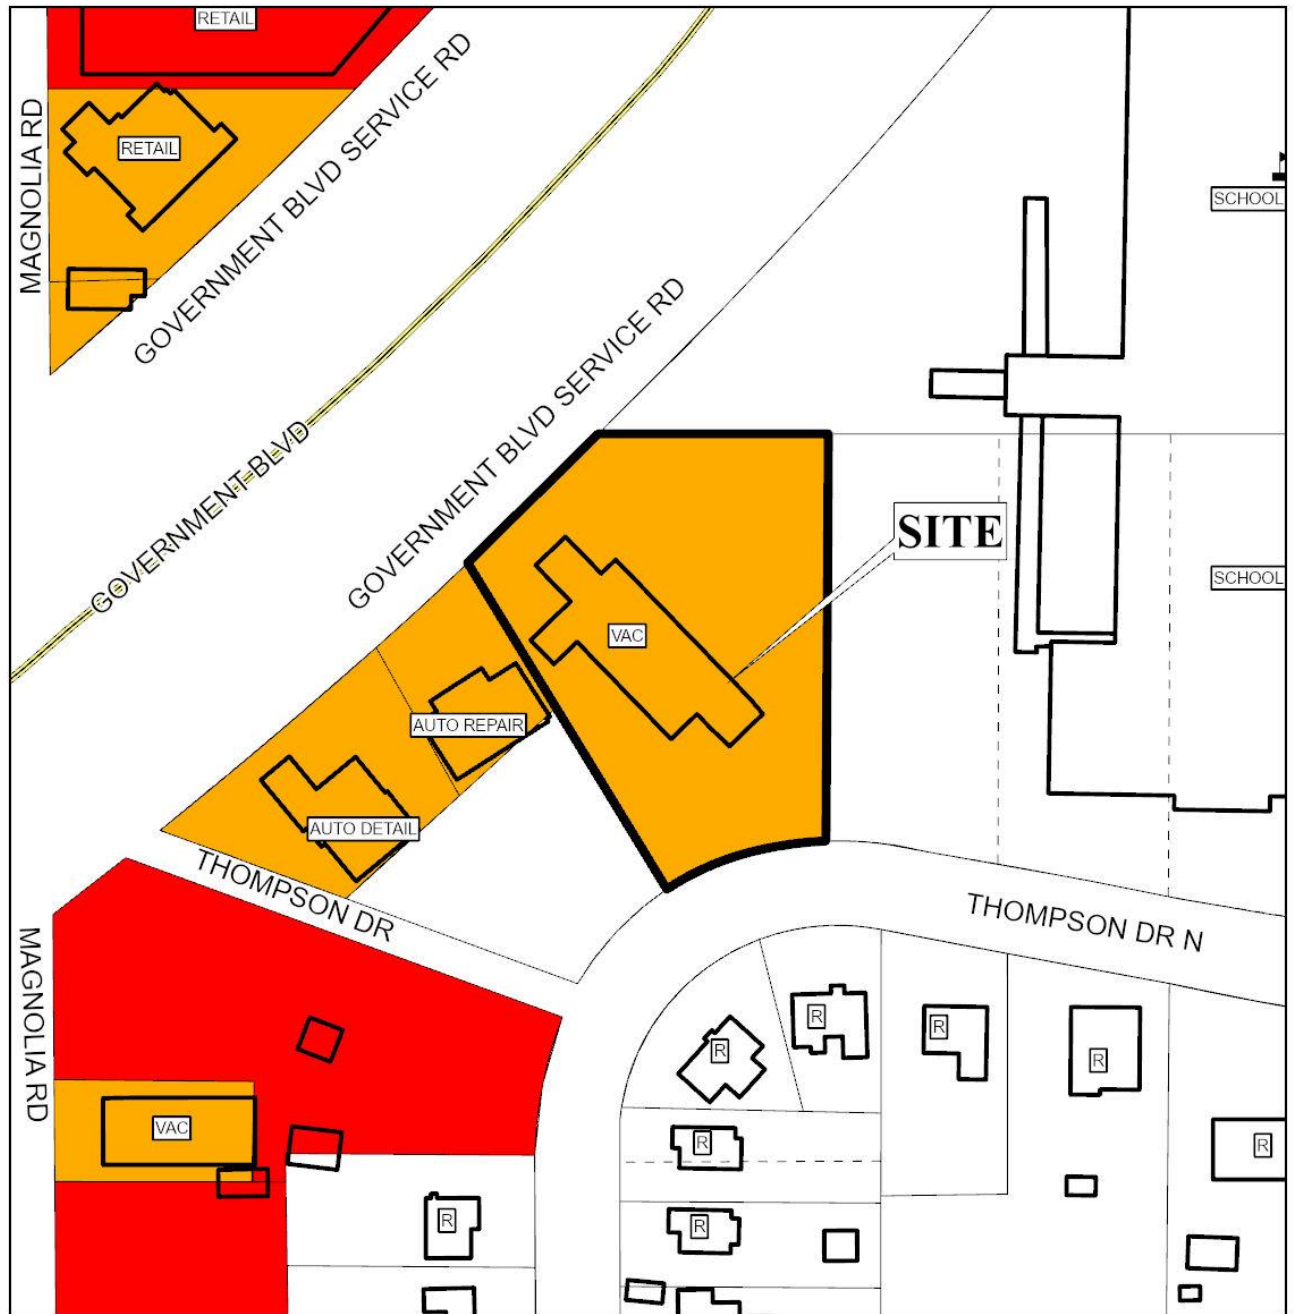 RETAIL
MAGNOLIA RD
RETAIL
GOVERNMENT BLVD SERVICE RD
SCHOOL
GOVERNMENT BLVD
GOVERNMENT BLVD SERVICE RD
SITE
SCHOOL
VAC
AUTO REPAIR
AUTO DETAIL
THOMPSON DR
THOMPSON DR N
MAGNOLIA RD
R
R
R
R
VAC
R
R
R
R